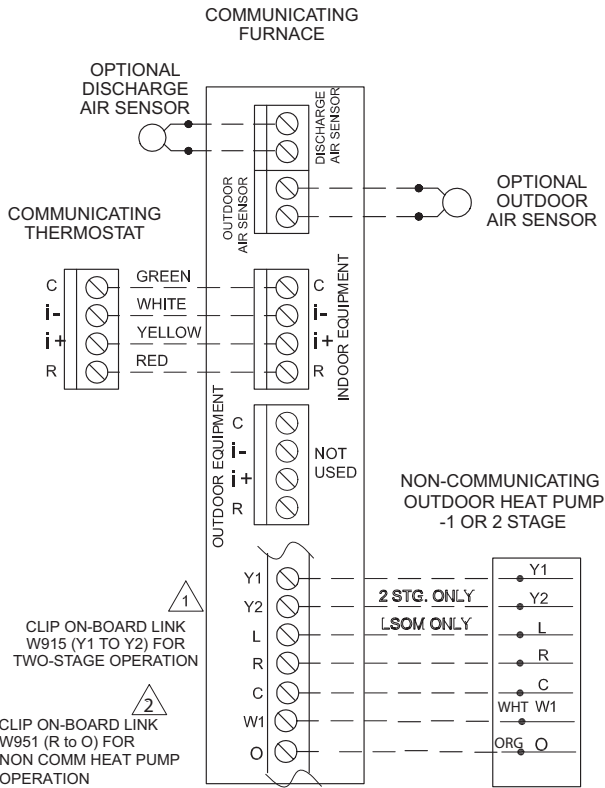 COMMUNICATING
FURNACE
OPTIONAL
DISCHARGE
AIR SENSOR
DISCHARGE
AIR SENSOR
OUTDOOR
AIR SENSOR
OPTIONAL
OUTDOOR
AIR SENSOR
COMMUNICATING
THERMOSTAT
C
i-
i+
R
GREEN
WHITE
YELLOW
RED
C
i-
i+
R
INDOOR EQUIPMENT
OUTDOOR EQUIPMENT
C
i-
i+
R
NOT
USED
NON-COMMUNICATING
OUTDOOR HEAT PUMP
-1 OR 2 STAGE
1
CLIP ON-BOARD LINK
W915 (Y1 TO Y2) FOR
TWO-STAGE OPERATION
2
CLIP ON-BOARD LINK
W951 (R to O) FOR
NON COMM HEAT PUMP
OPERATION
Y1
Y2
L
R
C
W1
O
2 STG. ONLY
LSOM ONLY
Y1
Y2
L
R
C
WHT W1
ORG O